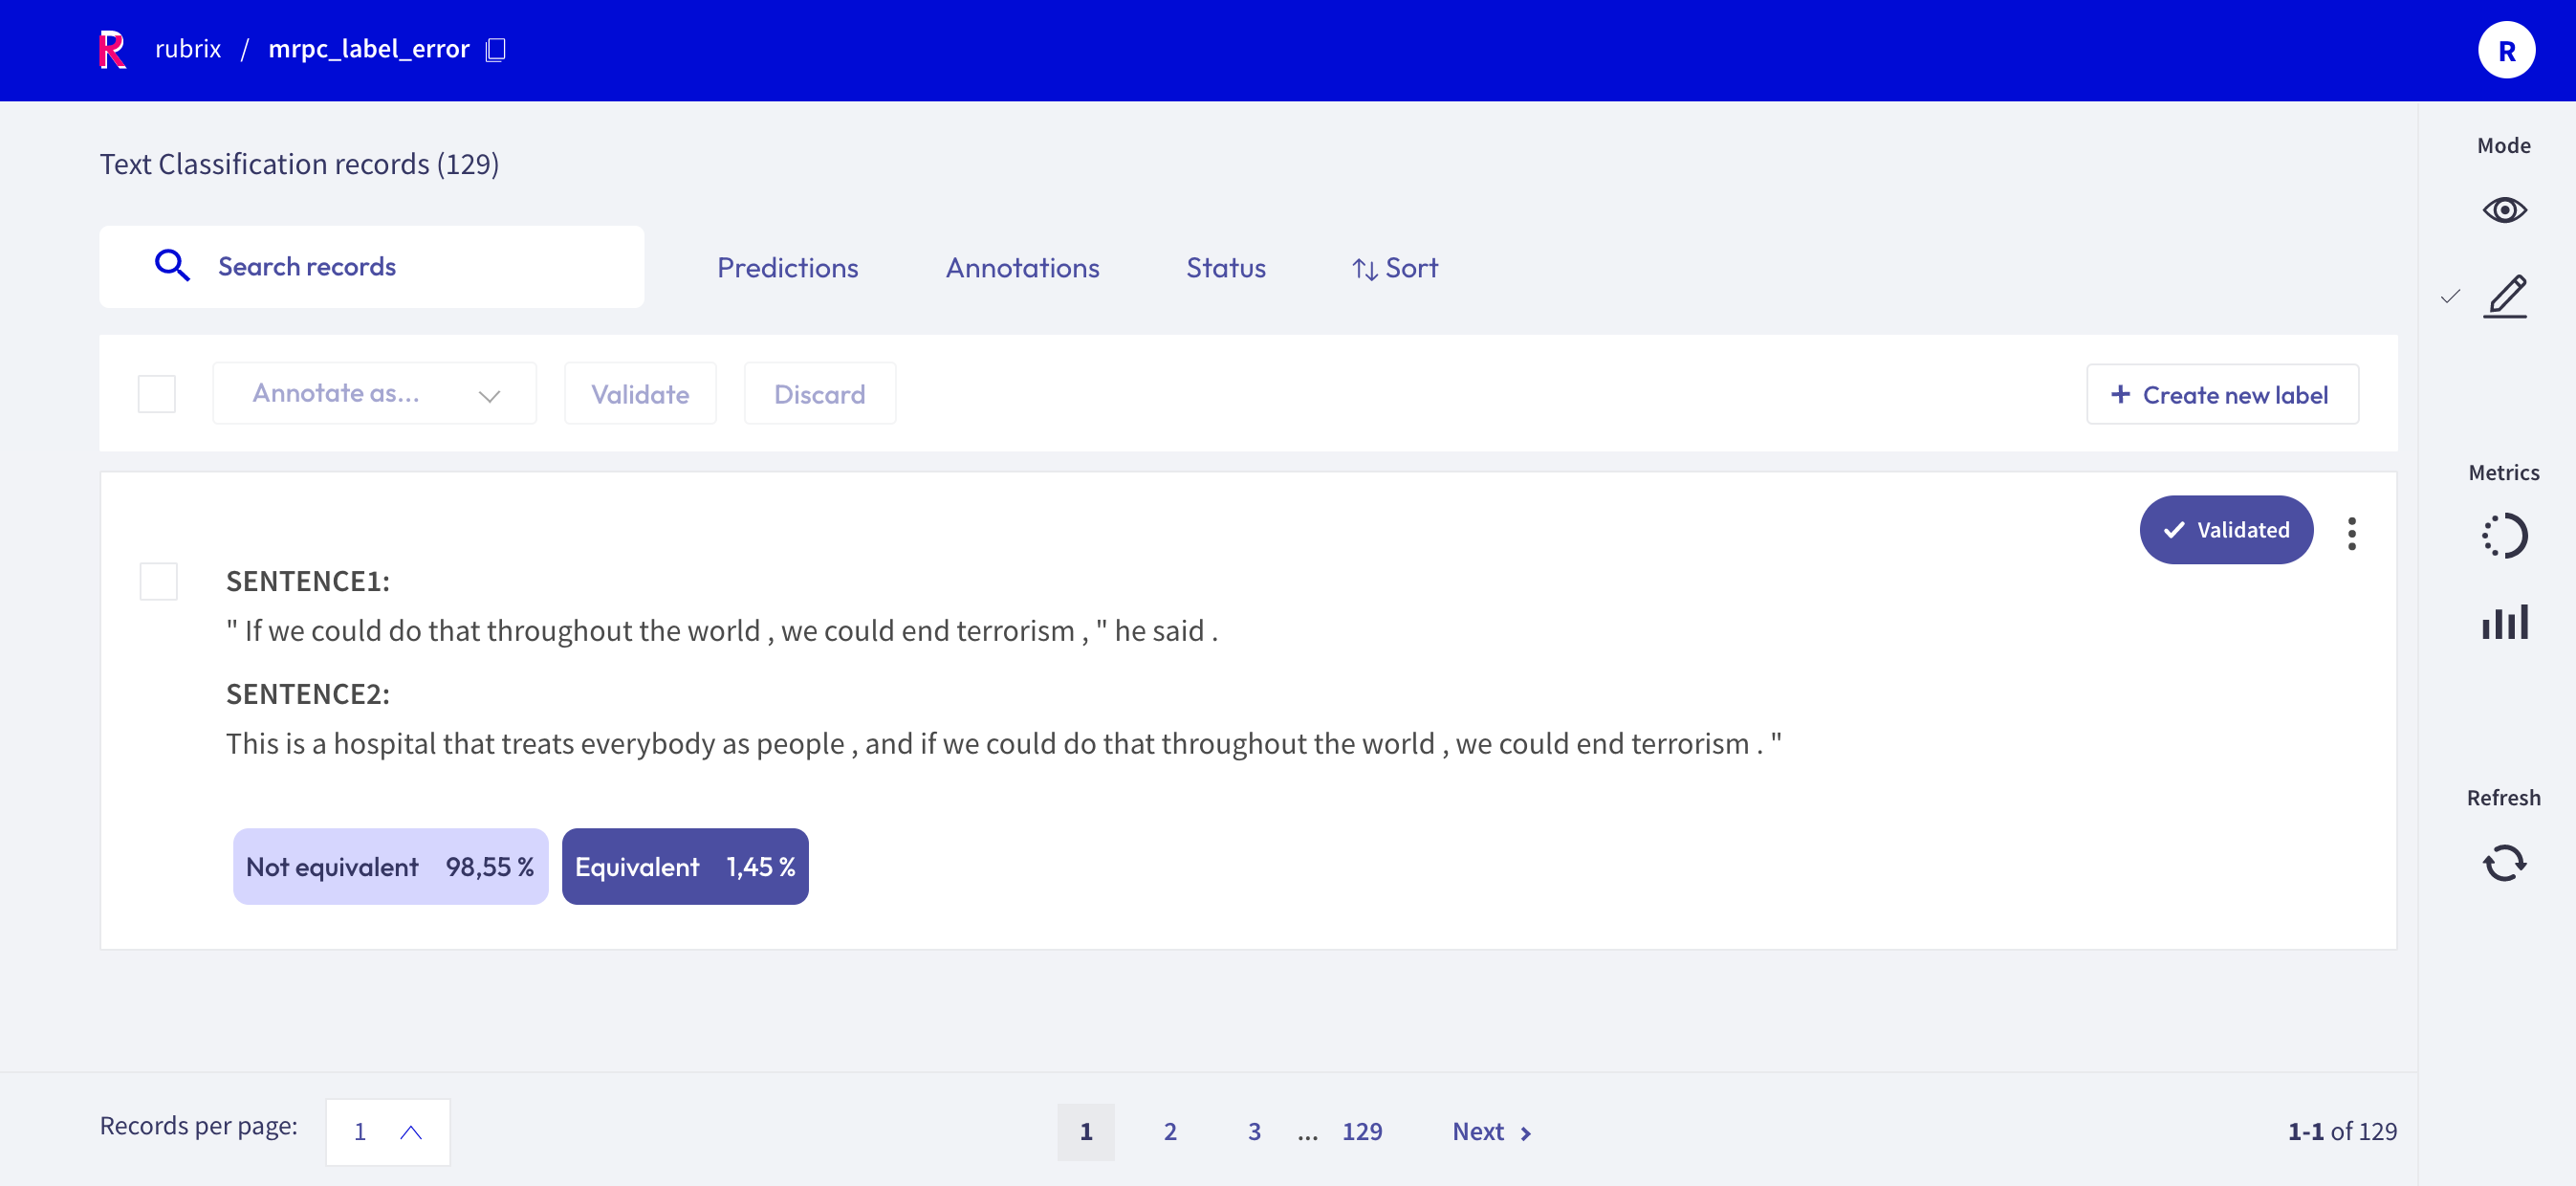 R rubrix / mrpc_label_error R
Text Classification records (129)
Search records Predictions Annotations Status Sort
Annotate as... Validate Discard + Create new label
Validated
SENTENCE1:
" If we could do that throughout the world , we could end terrorism , " he said .
SENTENCE2:
This is a hospital that treats everybody as people , and if we could do that throughout the world , we could end terrorism . "
Not equivalent 98,55 % Equivalent 1,45 %
Records per page: 1 1 2 3 ... 129 Next 1-1 of 129
Mode
Metrics
Refresh